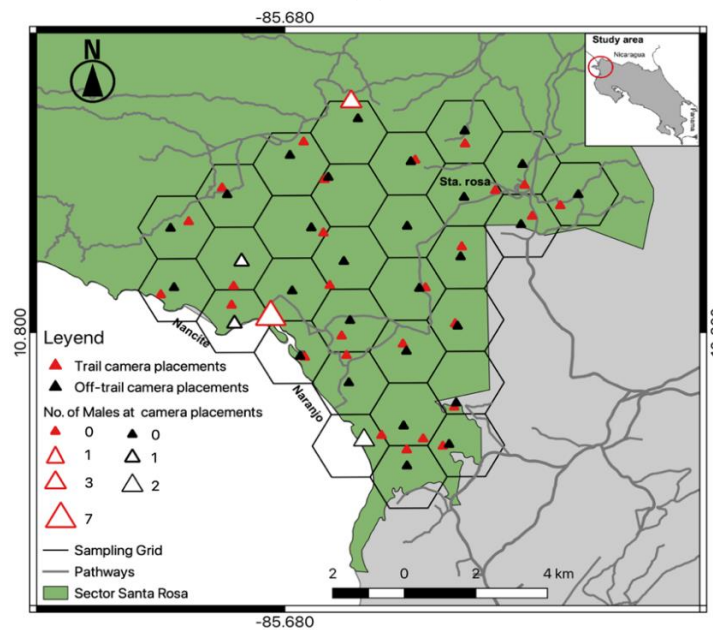 -85.680
Study area
Nicaragua
Panama
N
Sta. rosa
10.800
Nancite
Naranjo
Leyend
Trail camera placements
Off-trail camera placements
No. of Males at camera placements
0 0
1 1
3 2
7
Sampling Grid
Pathways
Sector Santa Rosa
2 0 2 4 km
-85.680